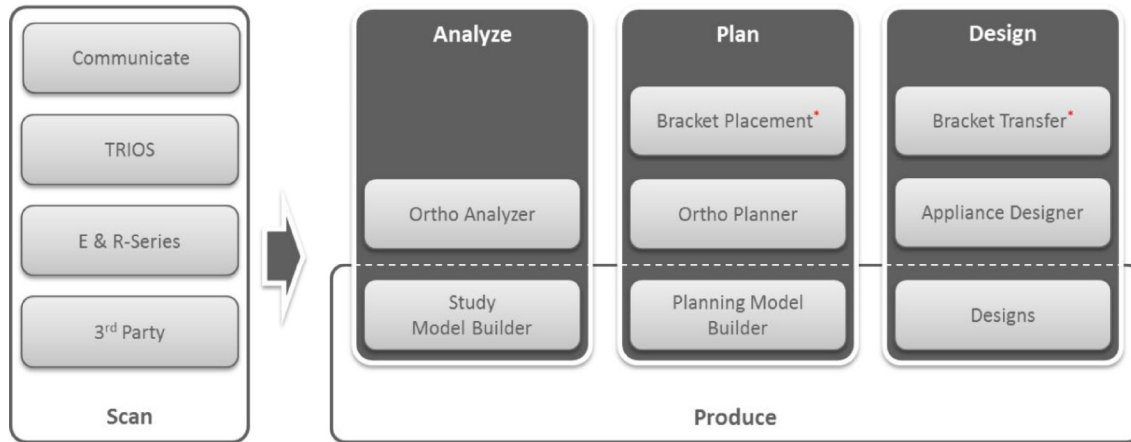 Communicate
TRIOS
E & R-Series
3rd Party
Scan
Analyze
Ortho Analyzer
Study
Model Builder
Plan
Bracket Placement*
Ortho Planner
Planning Model
Builder
Design
Bracket Transfer*
Appliance Designer
Designs
Produce